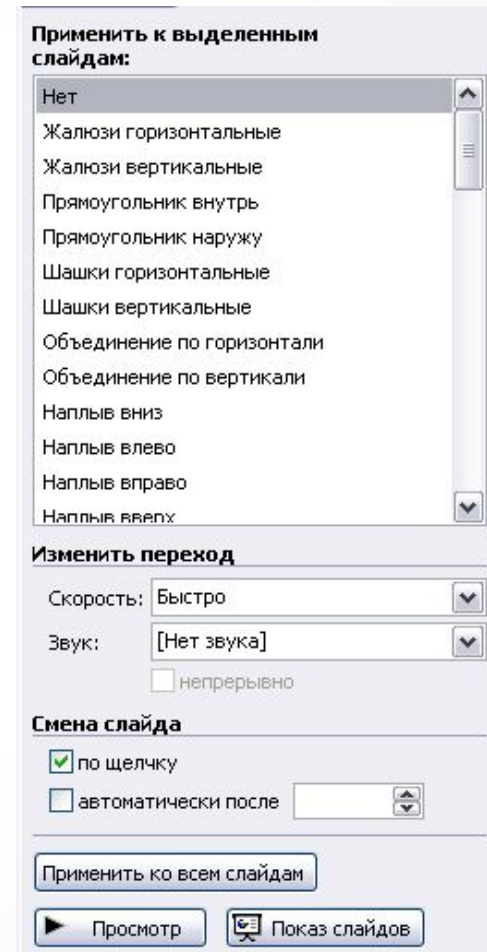 Применить к выделенным
слайдам:
Нет
Жалюзи горизонтальные
Жалюзи вертикальные
Прямоугольник внутрь
Прямоугольник наружу
Шашки горизонтальные
Шашки вертикальные
Объединение по горизонтали
Объединение по вертикали
Наплыв вниз
Наплыв влево
Наплыв вправо
Наплыв вверх
Изменить переход
Скорость: Быстро
Звук: [Нет звука]
непрерывно
Смена слайда
по щелчку
автоматически после
Применить ко всем слайдам
Просмотр Показ слайдов